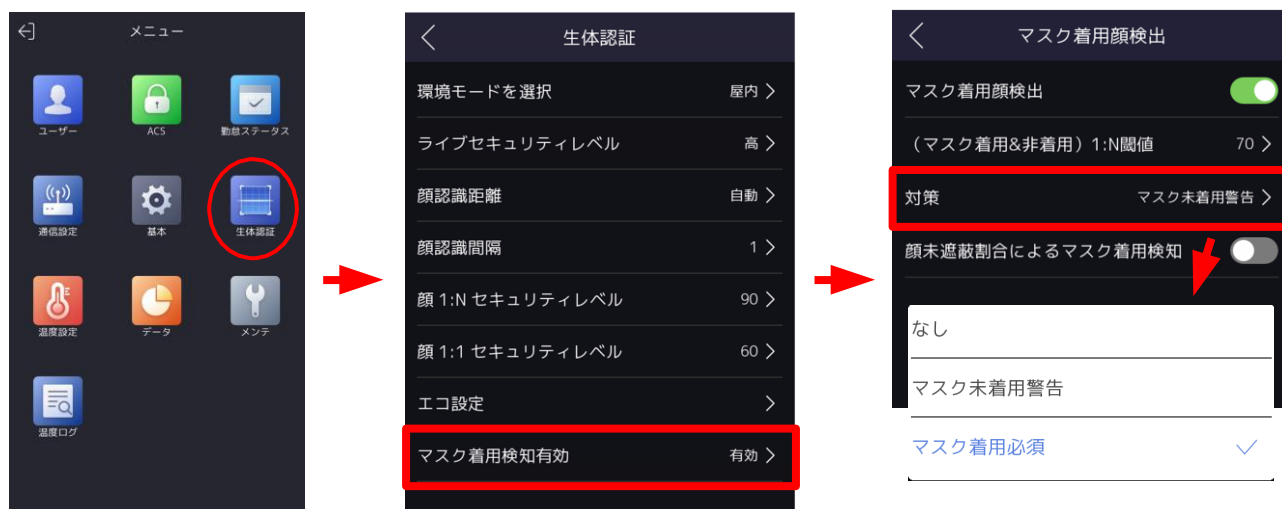 メニュー
ユーザー
ACS
勤怠ステータス
通信設定
基本
生体認証
温度設定
データ
メンテ
温度ログ
生体認証
環境モードを選択 屋内
ライブセキュリティレベル 高
顔認識距離 自動
顔認識間隔 1
顔 1:N セキュリティレベル 90
顔 1:1 セキュリティレベル 60
エコ設定
マスク着用検知有効 有効
マスク着用顔検出
マスク着用顔検出
（マスク着用&非着用）1:N閾値 70
対策 マスク未着用警告
顔未遮蔽割合によるマスク着用検知
なし
マスク未着用警告
マスク着用必須